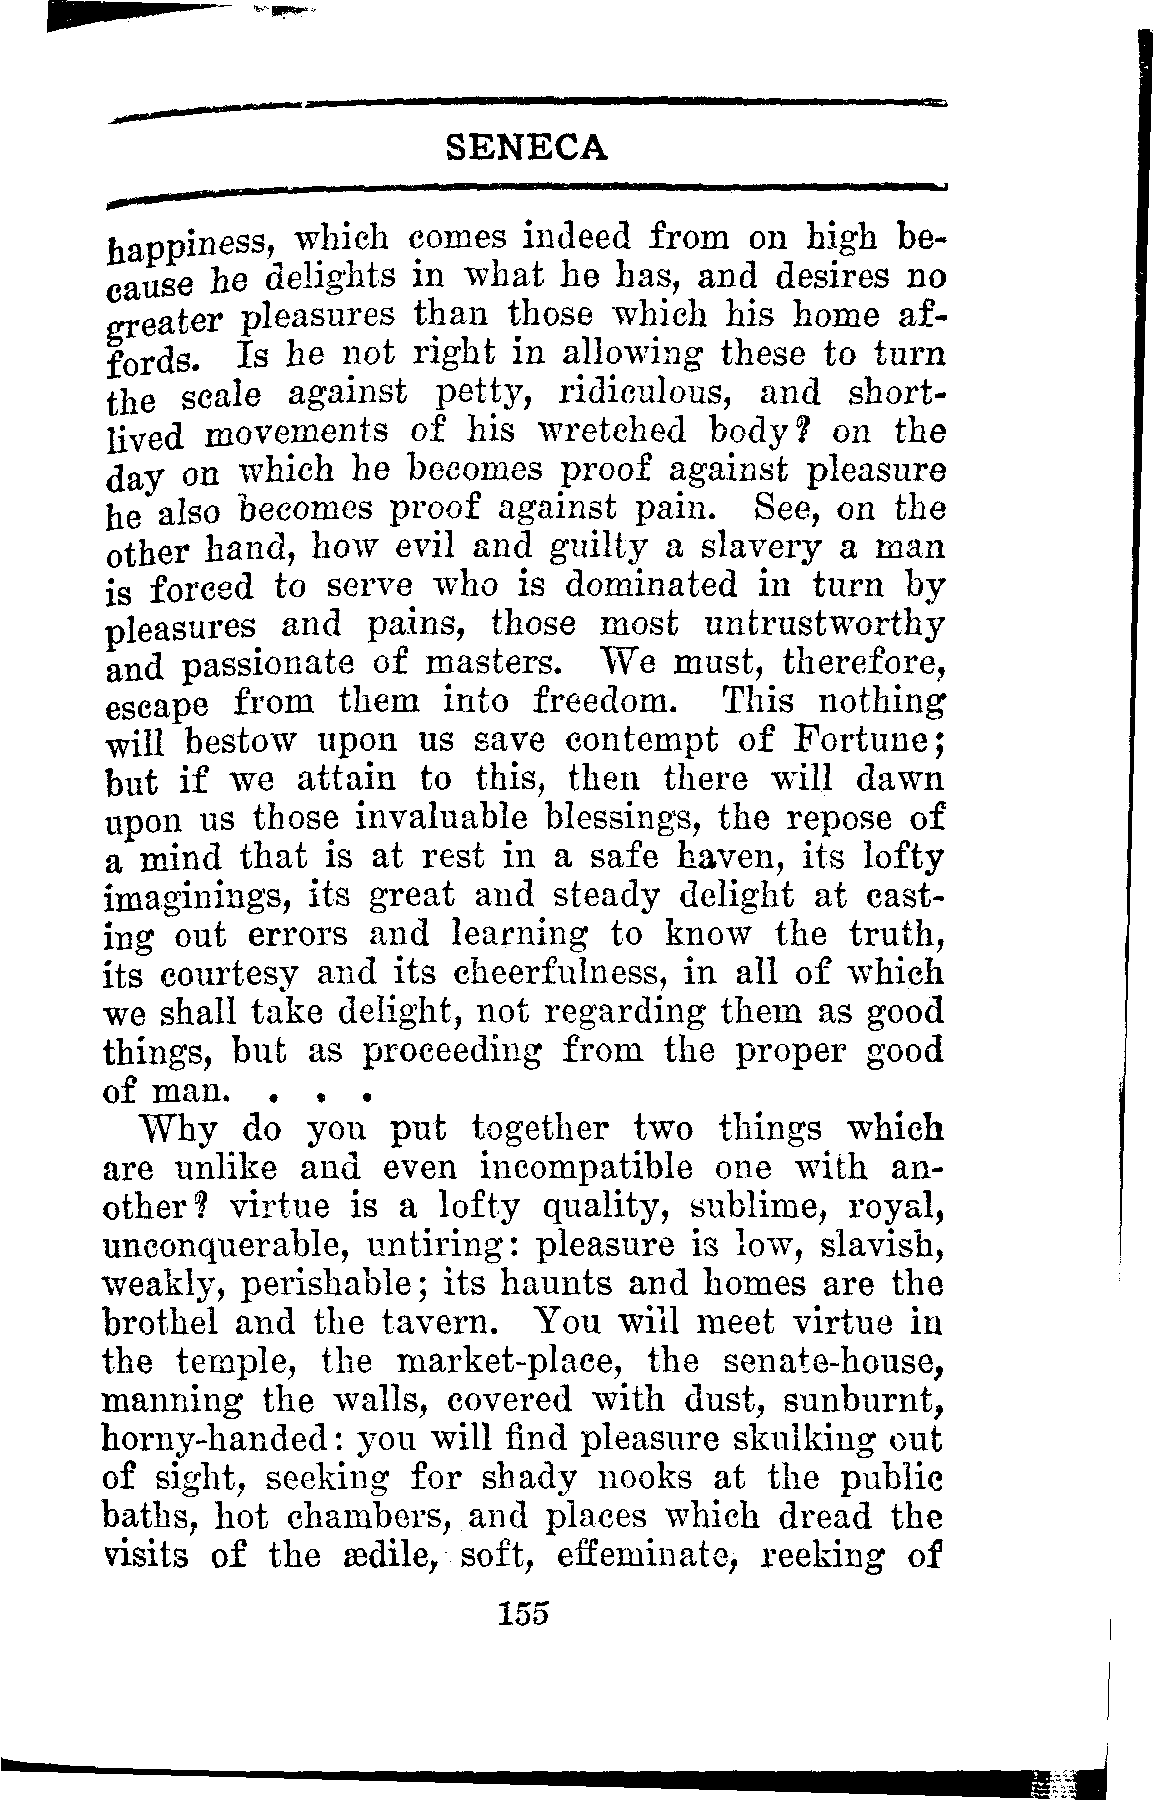 SENECA
happiness, which comes indeed from on high be-
cause he delights in what he has, and desires no
greater pleasures than those which his home af-
fords. Is he not right in allowing these to turn
the scale against petty, ridiculous, and short-
lived movements of his wretched body? on the
day on which he becomes proof against pleasure
he also becomes proof against pain. See, on the
other hand, how evil and guilty a slavery a man
is forced to serve who is dominated in turn by
pleasures and pains, those most untrustworthy
and passionate of masters. We must, therefore,
escape from them into freedom. This nothing
will bestow upon us save contempt of Fortune;
but if we attain to this, then there will dawn
upon us those invaluable blessings, the repose of
a mind that is at rest in a safe haven, its lofty
imaginings, its great and steady delight at cast-
ing out errors and learning to know the truth,
its courtesy and its cheerfulness, in all of which
we shall take delight, not regarding them as good
things, but as proceeding from the proper good
of man. . . .
Why do you put together two things which
are unlike and even incompatible one with an-
other? virtue is a lofty quality, sublime, royal,
unconquerable, untiring: pleasure is low, slavish,
weakly, perishable; its haunts and homes are the
brothel and the tavern. You will meet virtue in
the temple, the market-place, the senate-house,
manning the walls, covered with dust, sunburnt,
horny-handed: you will find pleasure skulking out
of sight, seeking for shady nooks at the public
baths, hot chambers, and places which dread the
visits of the ædile, soft, effeminate, reeking of
155